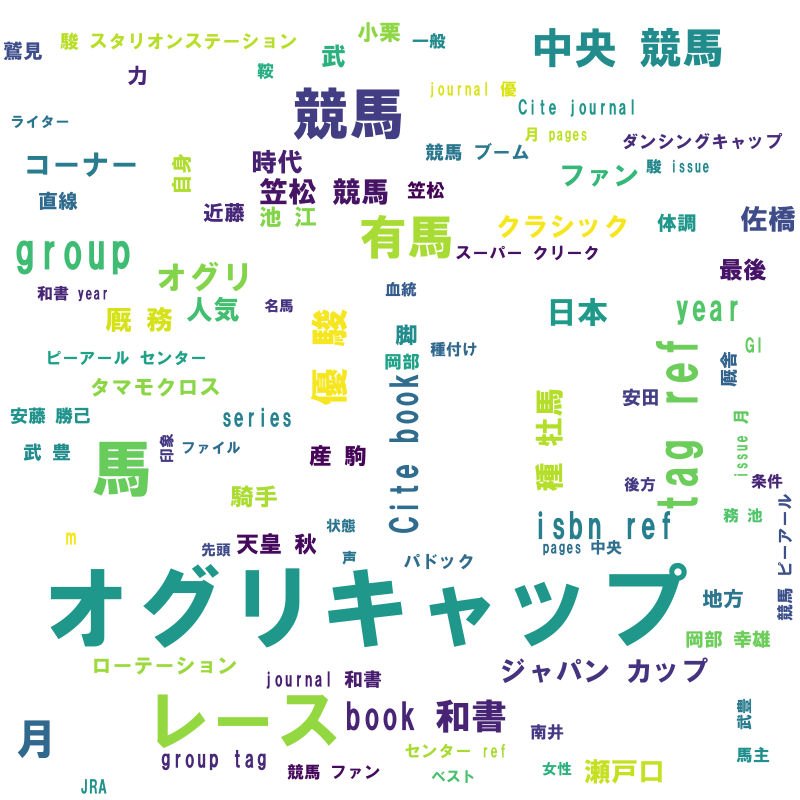 鷲見
駿 スタリオンステーション
武
小栗
一般
中央 競馬
力
鞍
競馬
journal 優
Cite journal
月 pages
ライター
コーナー
時代
競馬 ブーム
ダンシングキャップ
駿 issue
自身
直線
笠松 競馬
笠松
ファン
近藤
池 江
有馬
クラシック
体調
佐橋
group
スーパー クリーク
最後
オグリ
和書 year
人気
名馬
血統
厩 務
優 駿
日本
year
脚
種付け
tag ref
GI
ピーアール センター
岡部
厩舎
タマモクロス
Cite book
種 牡馬
安田
安藤 勝己
series
issue 月
武 豊
印象
ファイル
馬
産 駒
後方
条件
騎手
務 池
m
状態
isbn ref
先頭
天皇 秋
声
パドック
pages 中央
競馬 ピーアール
オグリキャップ
地方
岡部 幸雄
ローテーション
journal 和書
ジャパン カップ
レース
book 和書
武豊
月
南井
group tag
センター ref
馬主
競馬 ファン
ベスト
女性
瀬戸口
JRA